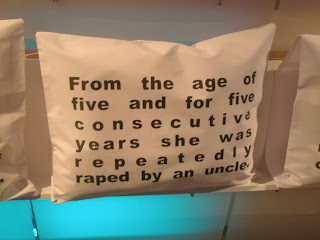 From the age of
five and for five
consecutive
years she was
repeatedly
raped by an uncle.